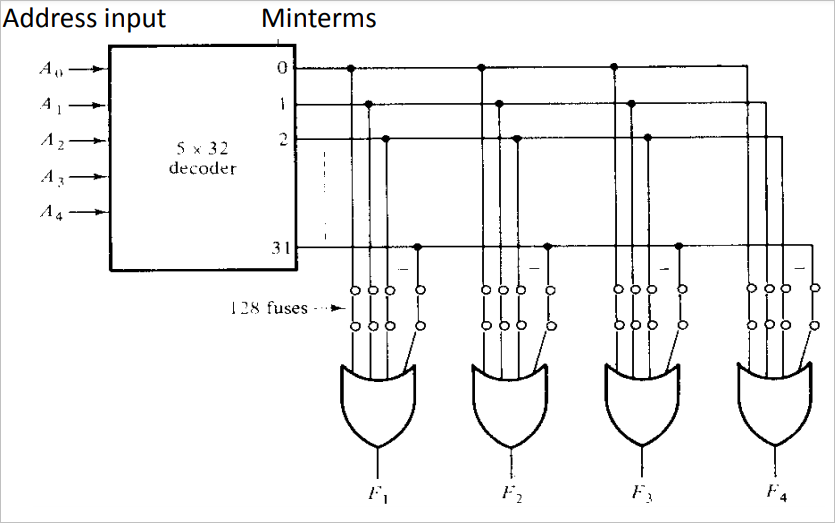 Address input Minterms
A₀
A₁
A₂
A₃
A₄
5 × 32
decoder
0
1
2
31
128 fuses
F₁ F₂ F₃ F₄